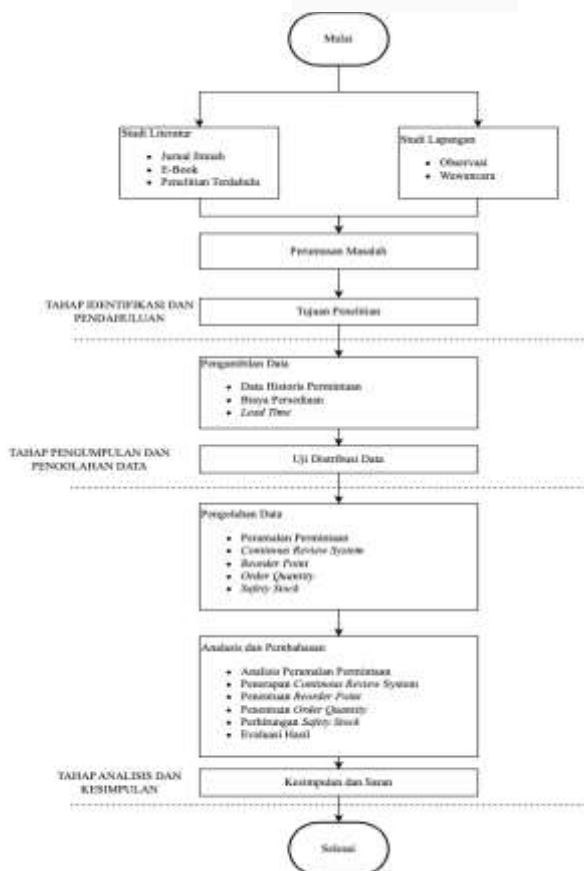 Mulai
Studi Literatur
• Jurnal Ilmiah
• E-Book
• Penelitian Terdahulu
Studi Lapangan
• Observasi
• Wawancara
Perumusan Masalah
TAHAP IDENTIFIKASI DAN
PENDAHULUAN
Tujuan Penelitian
Pengambilan Data
• Data Historis Permintaan
• Biaya Persediaan
• Lead Time
TAHAP PENGUMPULAN DAN
PENGOLAHAN DATA
Uji Distribusi Data
Pengolahan Data
• Peramalan Permintaan
• Continous Review System
• Reorder Point
• Order Quantity
• Safety Stock
Analisis dan Pembahasan
• Analisis Peramalan Permintaan
• Penerapan Continous Review System
• Penentuan Reorder Point
• Penentuan Order Quantity
• Perhitungan Safety Stock
• Evaluasi Hasil
TAHAP ANALISIS DAN
KESIMPULAN
Kesimpulan dan Saran
Selesai